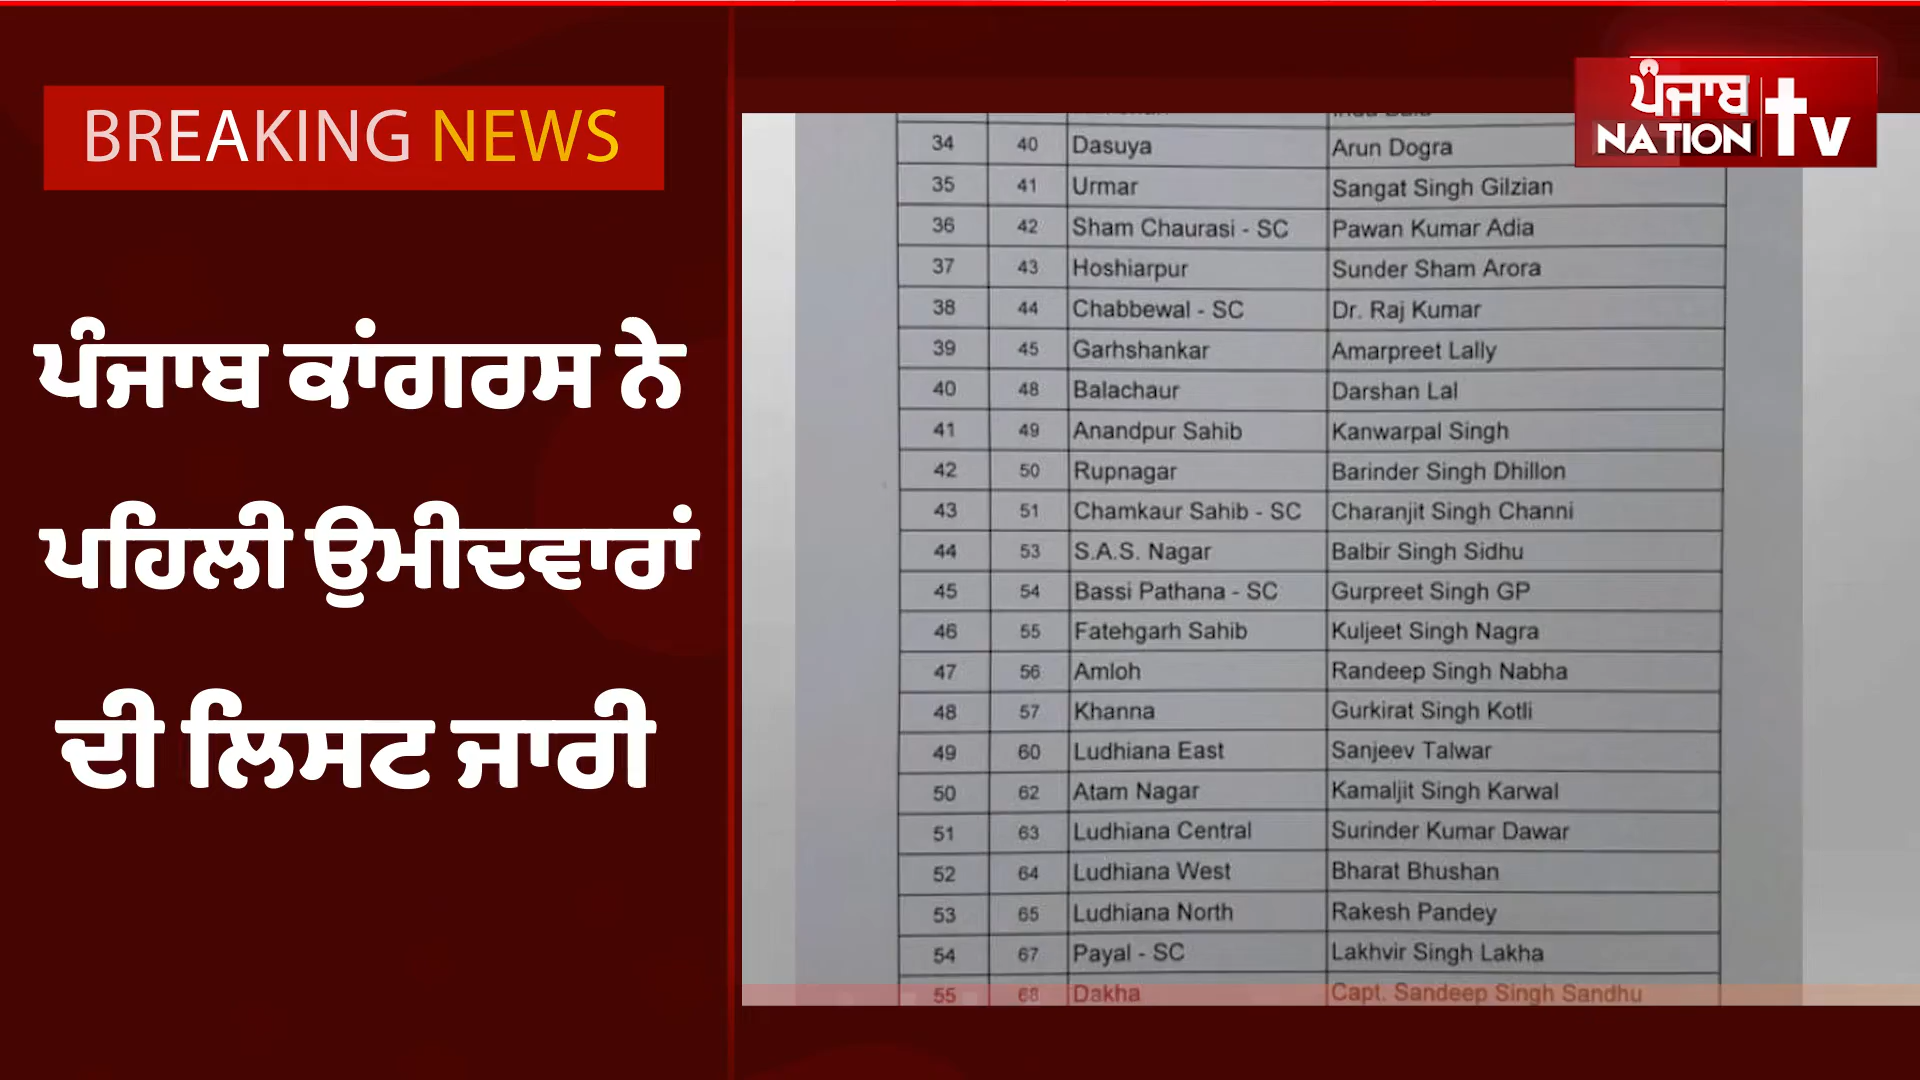 BREAKING NEWS
ਪੰਜਾਬ ਕਾਂਗਰਸ ਨੇ
ਪਹਿਲੀ ਉਮੀਦਵਾਰਾਂ
ਦੀ ਲਿਸਟ ਜਾਰੀ
ਪੰਜਾਬ
NATION tv
34 40 Dasuya Arun Dogra
35 41 Urmar Sangat Singh Gilzian
36 42 Sham Chaurasi - SC Pawan Kumar Adia
37 43 Hoshiarpur Sunder Sham Arora
38 44 Chabbewal - SC Dr. Raj Kumar
39 45 Garhshankar Amarpreet Lally
40 48 Balachaur Darshan Lal
41 49 Anandpur Sahib Kanwarpal Singh
42 50 Rupnagar Barinder Singh Dhillon
43 51 Chamkaur Sahib - SC Charanjit Singh Channi
44 53 S.A.S. Nagar Balbir Singh Sidhu
45 54 Bassi Pathana - SC Gurpreet Singh GP
46 55 Fatehgarh Sahib Kuljeet Singh Nagra
47 56 Amloh Randeep Singh Nabha
48 57 Khanna Gurkirat Singh Kotli
49 60 Ludhiana East Sanjeev Talwar
50 62 Atam Nagar Kamaljit Singh Karwal
51 63 Ludhiana Central Surinder Kumar Dawar
52 64 Ludhiana West Bharat Bhushan
53 65 Ludhiana North Rakesh Pandey
54 67 Payal - SC Lakhvir Singh Lakha
55 68 Dakha Capt. Sandeep Singh Sandhu